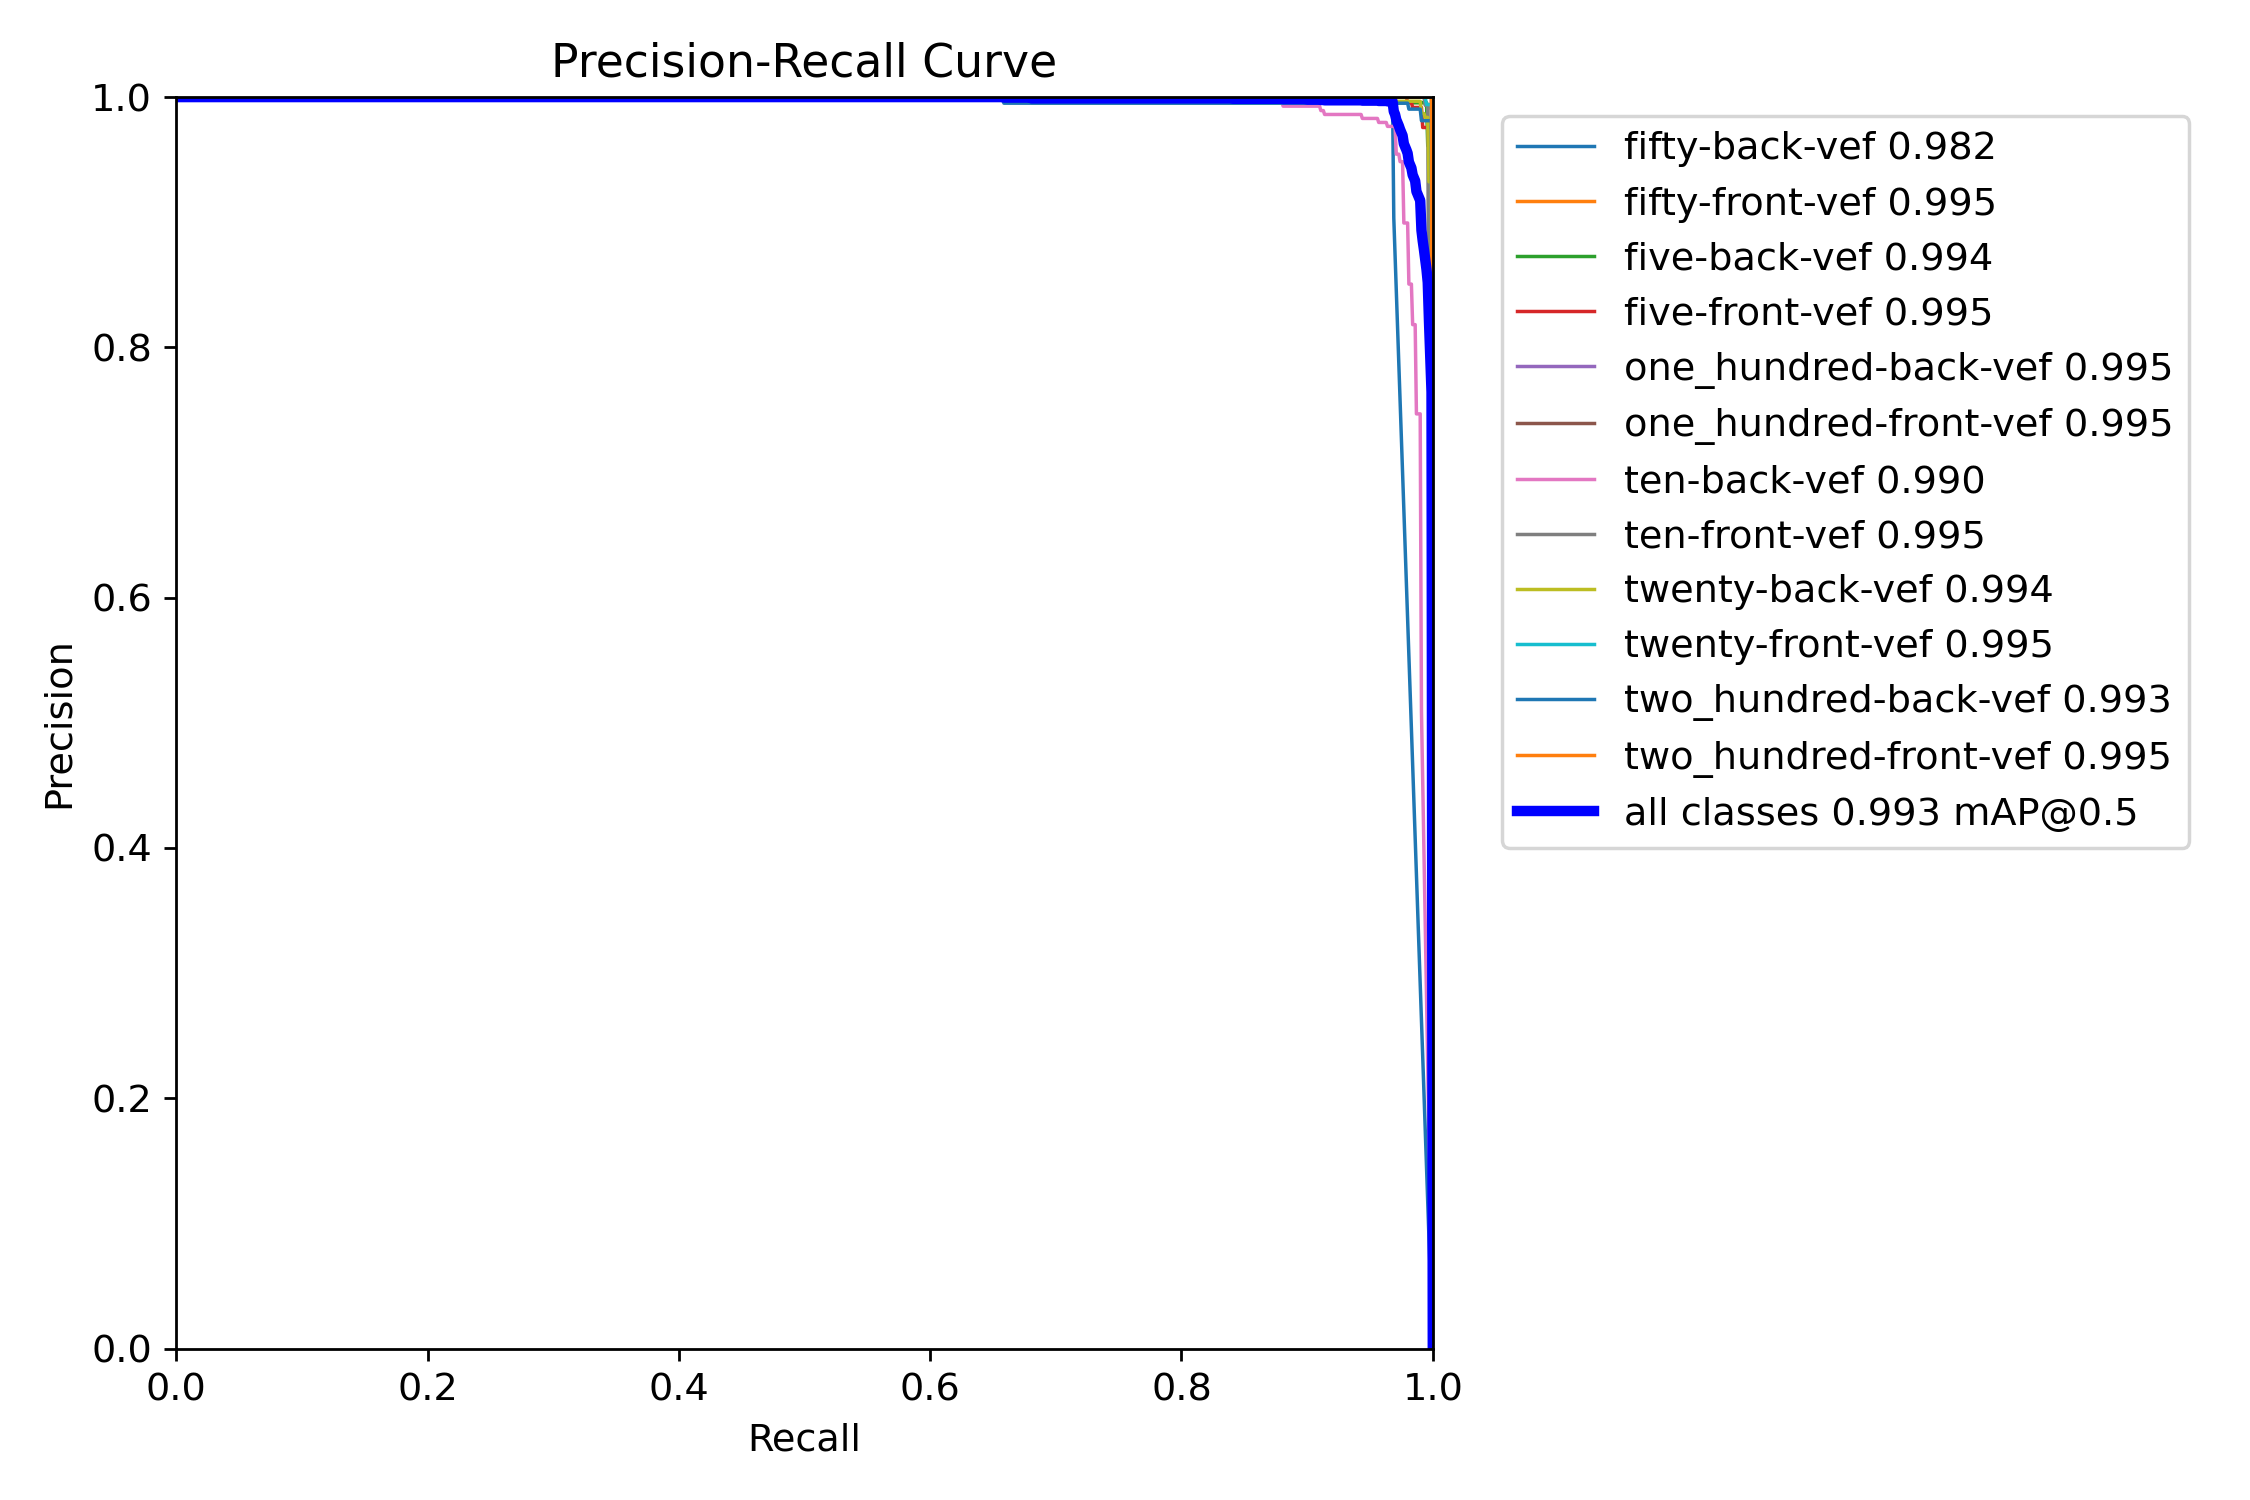 Precision-Recall Curve
1.0
0.8
0.6
0.4
0.2
0.0
Precision
0.0 0.2 0.4 0.6 0.8 1.0
Recall
fifty-back-vef 0.982
fifty-front-vef 0.995
five-back-vef 0.994
five-front-vef 0.995
one_hundred-back-vef 0.995
one_hundred-front-vef 0.995
ten-back-vef 0.990
ten-front-vef 0.995
twenty-back-vef 0.994
twenty-front-vef 0.995
two_hundred-back-vef 0.993
two_hundred-front-vef 0.995
all classes 0.993 mAP@0.5